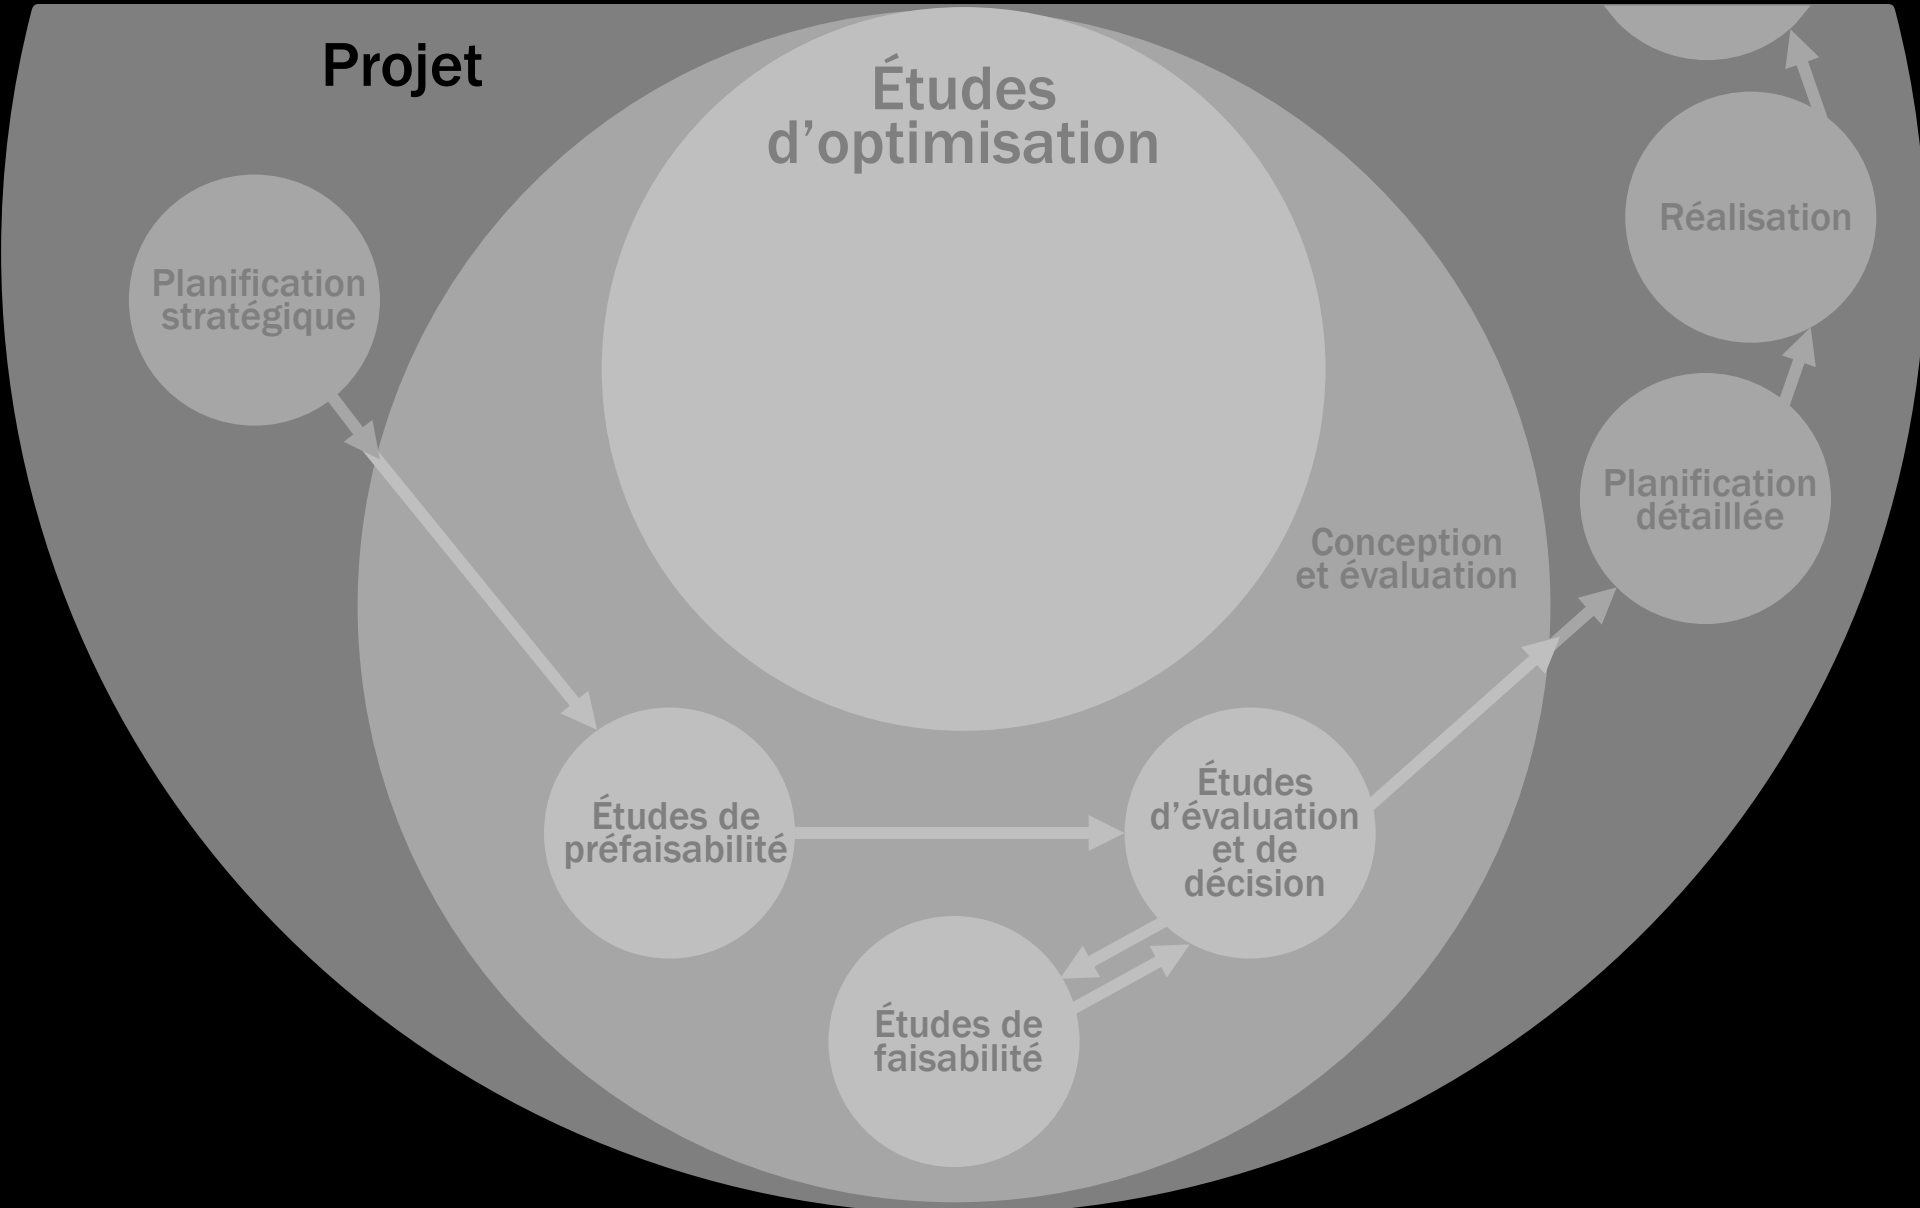 Projet
Études
d’optimisation
Planification
stratégique
Réalisation
Planification
détaillée
Conception
et évaluation
Études de
préfaisabilité
Études
d’évaluation
et de
décision
Études de
faisabilité